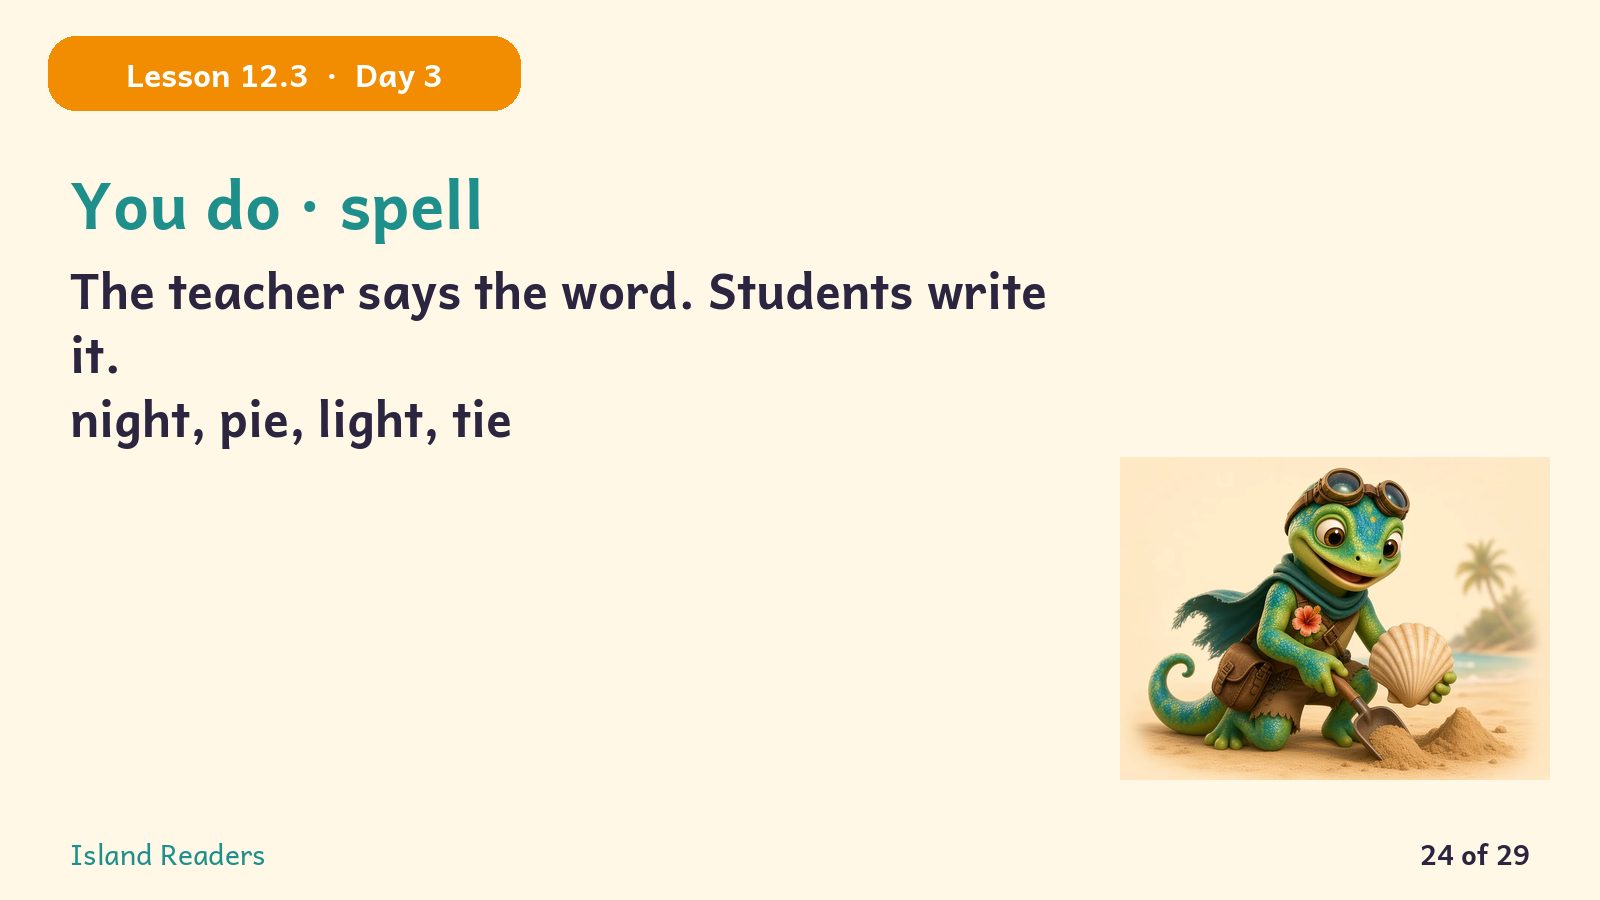 Lesson 12.3 · Day 3
You do · spell
The teacher says the word. Students write
it.
night, pie, light, tie
Island Readers
24 of 29